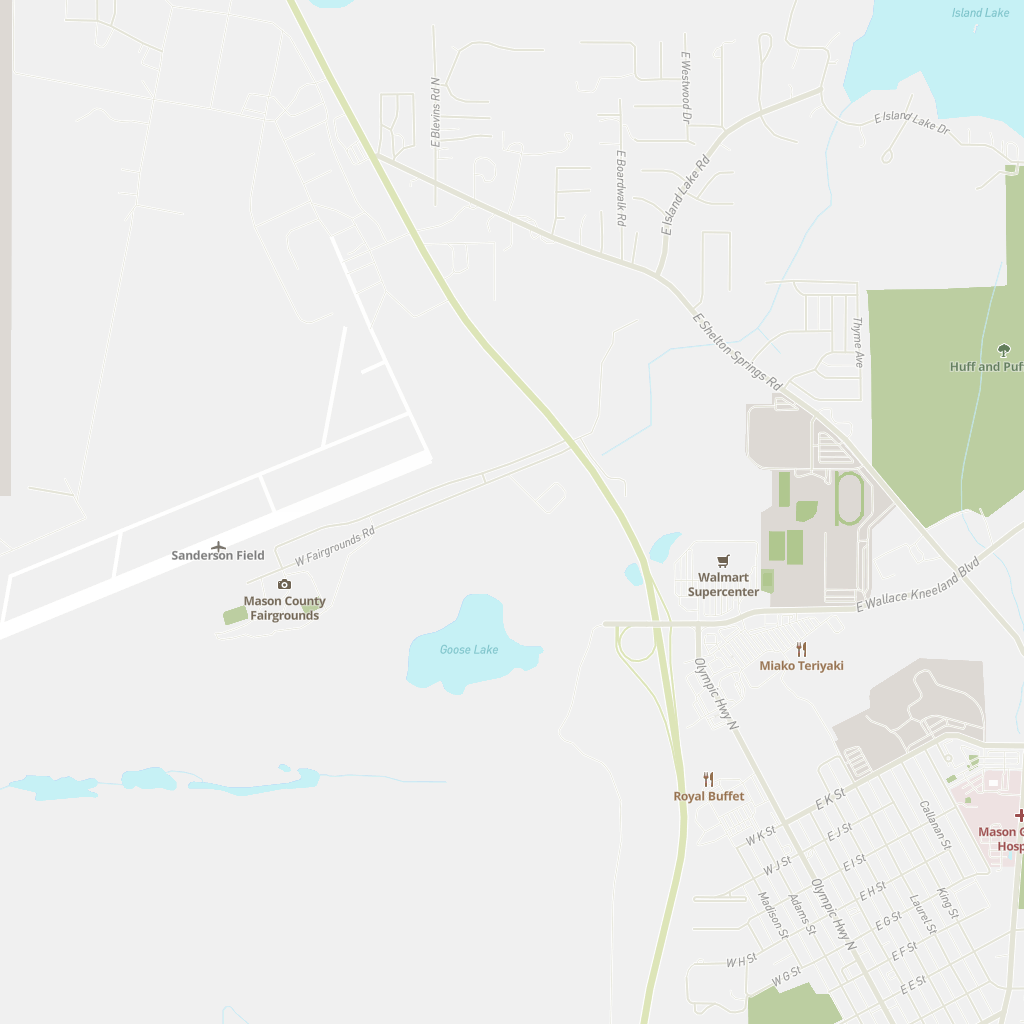 Island Lake
E Westwood Dr
E Blevins Rd N
E Island Lake Dr
E Boardwalk Rd
E Island Lake Rd
E Shelton Springs Rd
Thyme Ave
Huff and Puff
W Fairgrounds Rd
Sanderson Field
Mason County
Fairgrounds
Walmart
Supercenter
E Wallace Kneeland Blvd
Goose Lake
Miako Teriyaki
Olympic Hwy N
Royal Buffet
E K St
W K St
E J St
Callanan St
Mason
Hosp
W J St
E I St
E H St
Olympic Hwy N
Madison St
Adams St
Laurel St
King St
E G St
E F St
W H St
W G St
E E St